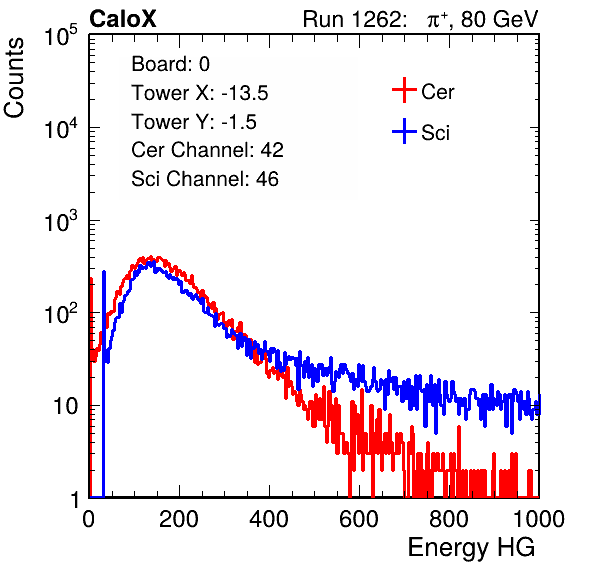 CaloX Run 1262: π⁺, 80 GeV
Counts
10⁵
10⁴
10³
10²
10
1
Board: 0
Tower X: -13.5
Tower Y: -1.5
Cer Channel: 42
Sci Channel: 46
Cer
Sci
0 200 400 600 800 1000
Energy HG